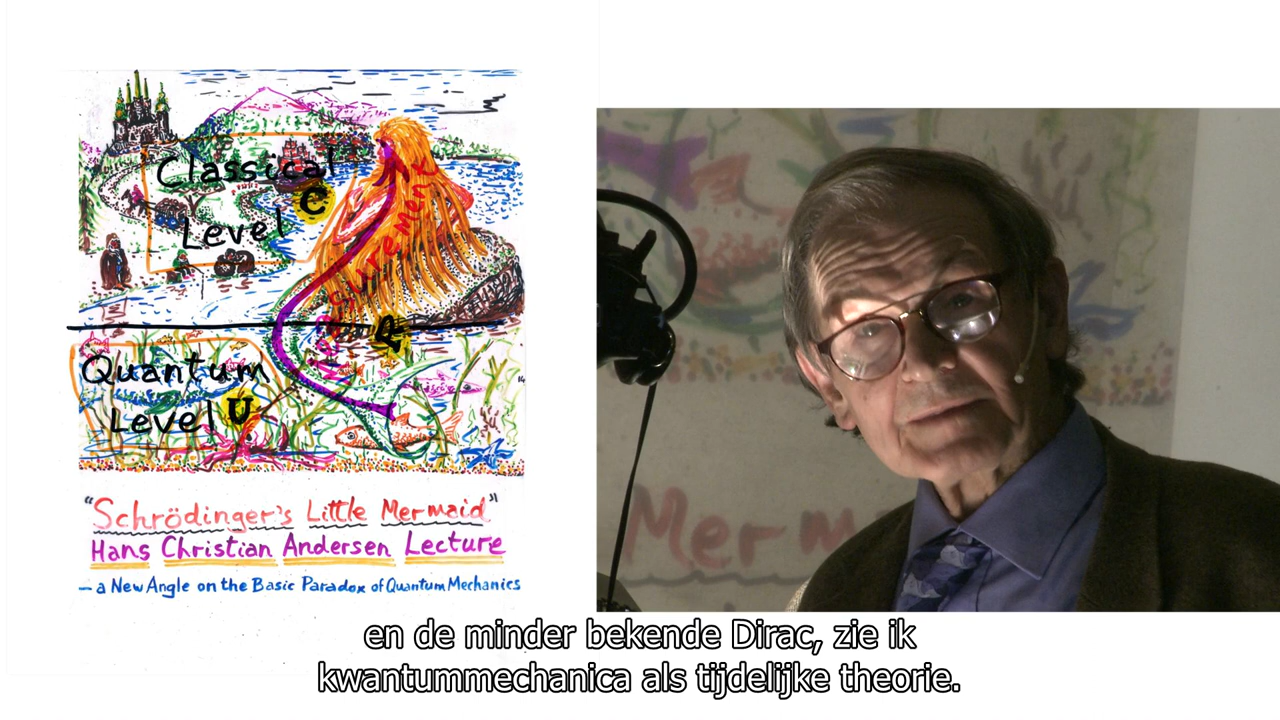 Classical
C
Level
Measurement
R
Quantum
Level U
"Schrödinger's Little Mermaid"
Hans Christian Andersen Lecture
– a New Angle on the Basic Paradox of Quantum Mechanics
Merm
en de minder bekende Dirac, zie ik
kwantummechanica als tijdelijke theorie.